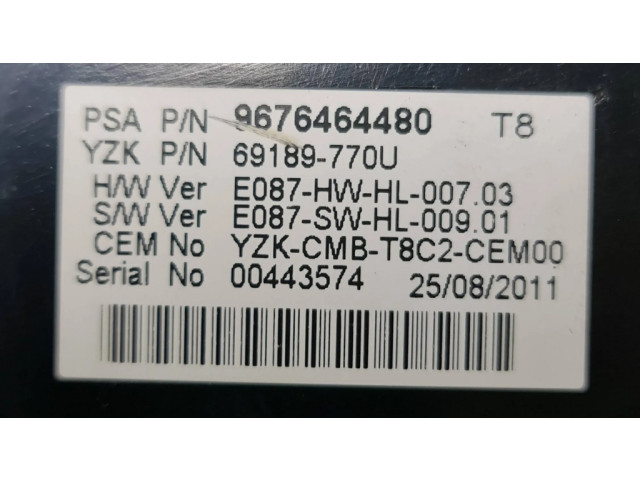 PSA P/N 9676464480 T8
YZK P/N 69189-770U
H/W Ver E087-HW-HL-007.03
S/W Ver E087-SW-HL-009.01
CEM No YZK-CMB-T8C2-CEM00
Serial No 00443574 25/08/2011